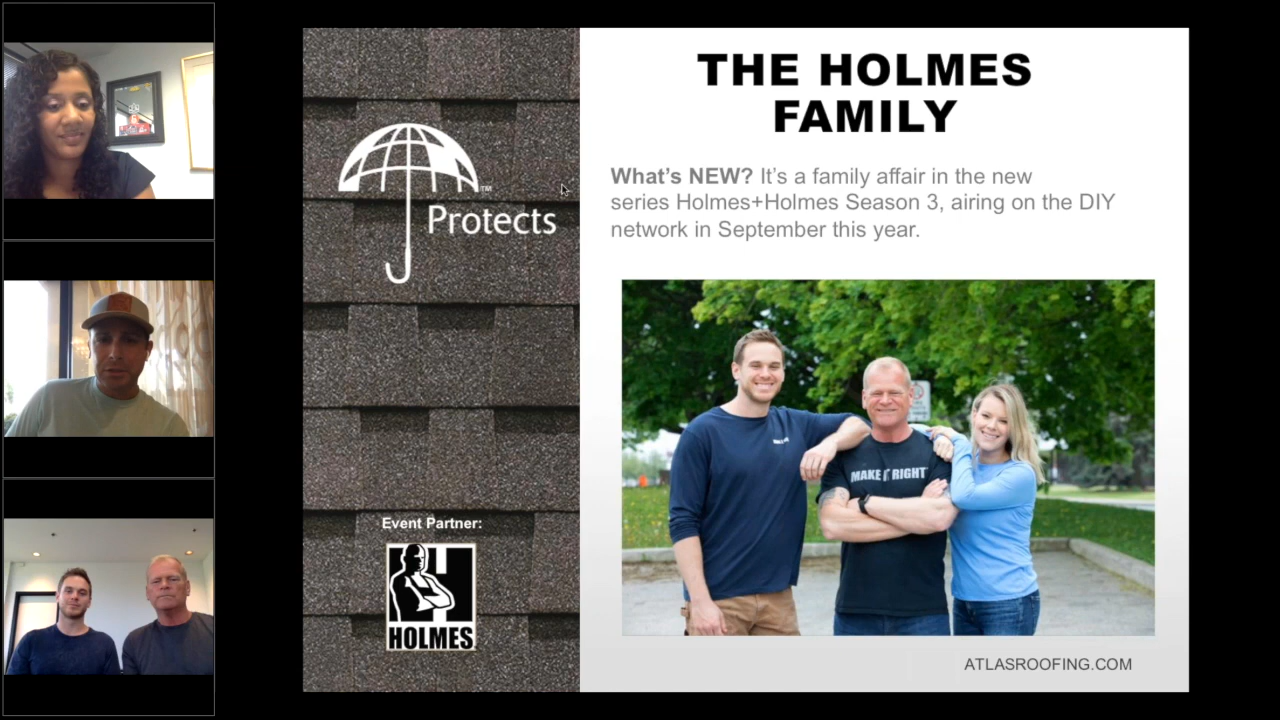 THE HOLMES
FAMILY
What's NEW? It's a family affair in the new
series Holmes+Holmes Season 3, airing on the DIY
network in September this year.
™
Protects
MAKE IT RIGHT
Event Partner:
HOLMES
ATLASROOFING.COM